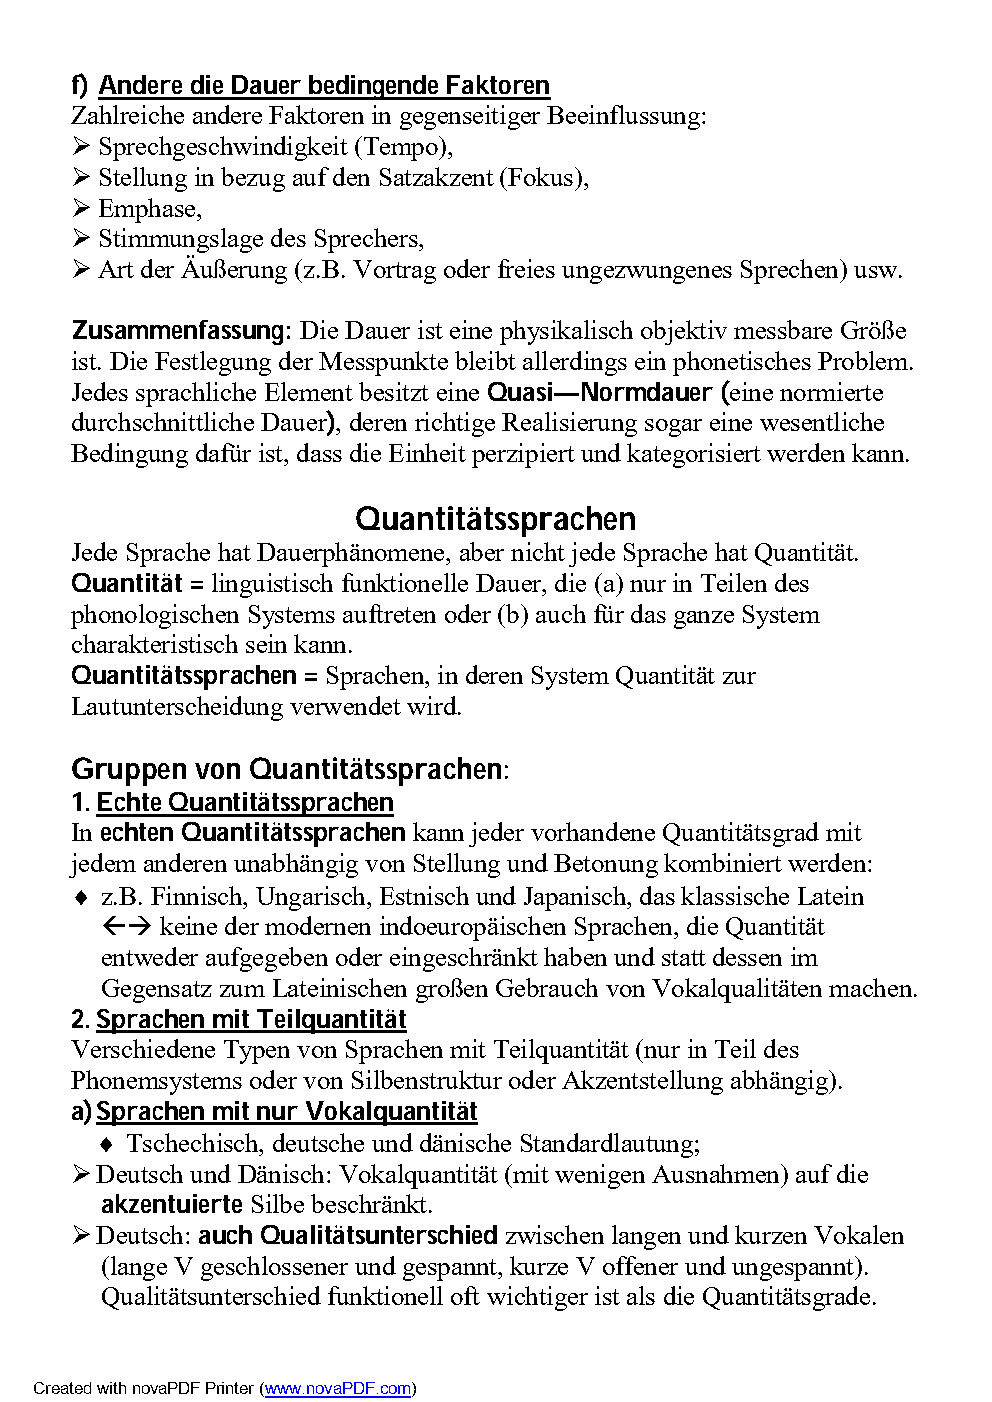 f) Andere die Dauer bedingende Faktoren
Zahlreiche andere Faktoren in gegenseitiger Beeinflussung:
➢ Sprechgeschwindigkeit (Tempo),
➢ Stellung in bezug auf den Satzakzent (Fokus),
➢ Emphase,
➢ Stimmungslage des Sprechers,
➢ Art der Äußerung (z.B. Vortrag oder freies ungezwungenes Sprechen) usw.
Zusammenfassung: Die Dauer ist eine physikalisch objektiv messbare Größe
ist. Die Festlegung der Messpunkte bleibt allerdings ein phonetisches Problem.
Jedes sprachliche Element besitzt eine Quasi—Normdauer (eine normierte
durchschnittliche Dauer), deren richtige Realisierung sogar eine wesentliche
Bedingung dafür ist, dass die Einheit perzipiert und kategorisiert werden kann.
Quantitätssprachen
Jede Sprache hat Dauerphänomene, aber nicht jede Sprache hat Quantität.
Quantität = linguistisch funktionelle Dauer, die (a) nur in Teilen des
phonologischen Systems auftreten oder (b) auch für das ganze System
charakteristisch sein kann.
Quantitätssprachen = Sprachen, in deren System Quantität zur
Lautunterscheidung verwendet wird.
Gruppen von Quantitätssprachen:
1. Echte Quantitätssprachen
In echten Quantitätssprachen kann jeder vorhandene Quantitätsgrad mit
jedem anderen unabhängig von Stellung und Betonung kombiniert werden:
♦ z.B. Finnisch, Ungarisch, Estnisch und Japanisch, das klassische Latein
←→ keine der modernen indoeuropäischen Sprachen, die Quantität
entweder aufgegeben oder eingeschränkt haben und statt dessen im
Gegensatz zum Lateinischen großen Gebrauch von Vokalqualitäten machen.
2. Sprachen mit Teilquantität
Verschiedene Typen von Sprachen mit Teilquantität (nur in Teil des
Phonemsystems oder von Silbenstruktur oder Akzentstellung abhängig).
a) Sprachen mit nur Vokalquantität
♦ Tschechisch, deutsche und dänische Standardlautung;
➢ Deutsch und Dänisch: Vokalquantität (mit wenigen Ausnahmen) auf die
akzentuierte Silbe beschränkt.
➢ Deutsch: auch Qualitätsunterschied zwischen langen und kurzen Vokalen
(lange V geschlossener und gespannt, kurze V offener und ungespannt).
Qualitätsunterschied funktionell oft wichtiger ist als die Quantitätsgrade.
Created with novaPDF Printer (www.novaPDF.com)